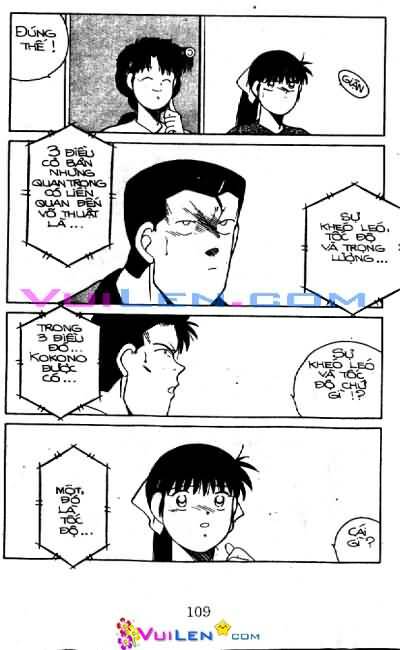 ĐÚNG
THẾ!
GIẬN
3 ĐIỀU
CƠ BẢN
NHƯNG
QUAN TRỌNG
CÓ LIÊN
QUAN ĐẾN
VÕ THUẬT
LÀ...
SỰ
KHÉO LÉO,
TỐC ĐỘ
VÀ TRỌNG
LƯỢNG...
VUILEN.COM
TRONG
3 ĐIỀU
ĐÓ...
KOKONO
ĐƯỢC
CÓ...
SỰ
KHÉO LÉO
VÀ TỐC
ĐỘ CHỨ
GÌ!?
MỘT,
ĐÓ
LÀ
TỐC
ĐỘ...
CÁI
GÌ?
109
VUILEN.COM